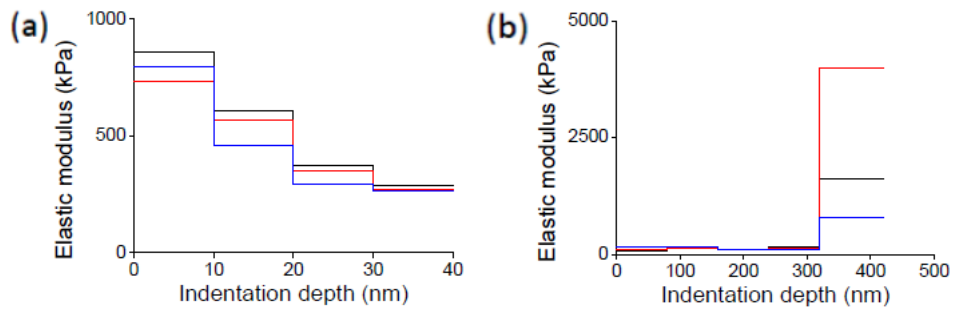 (a)
1000
500
0
Elastic modulus (kPa)
0 10 20 30 40
Indentation depth (nm)
(b)
5000
2500
0
Elastic modulus (kPa)
0 100 200 300 400 500
Indentation depth (nm)